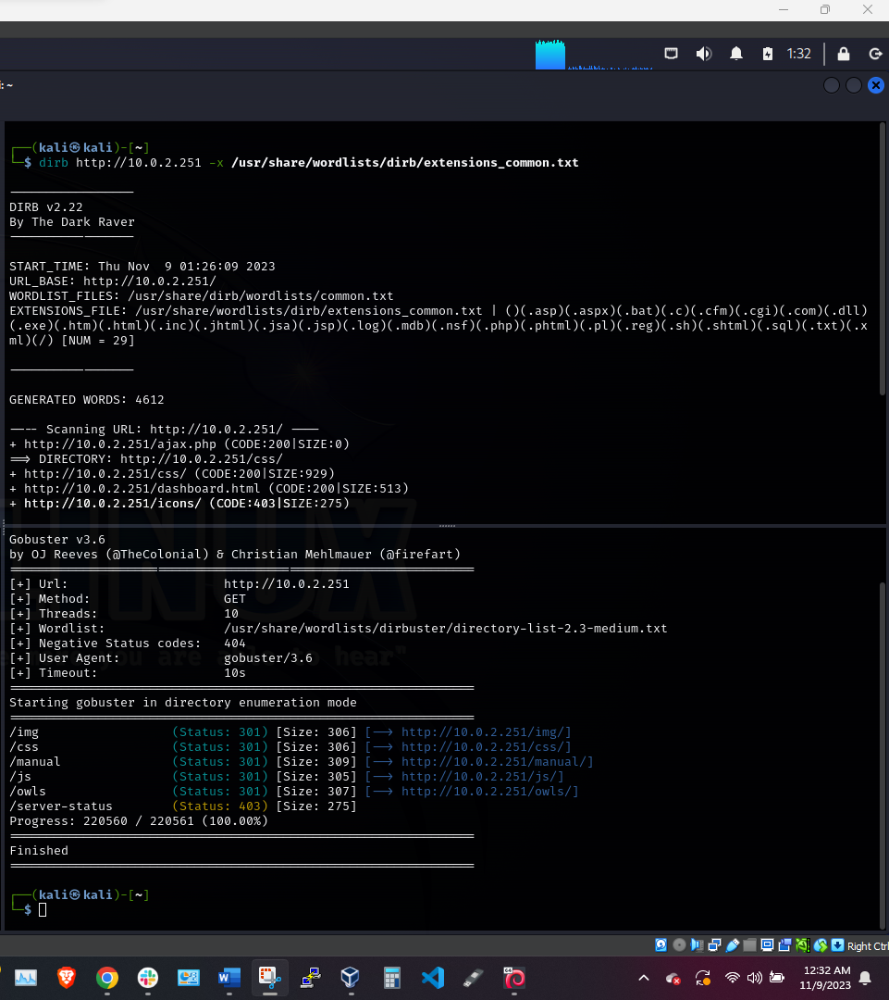 1:32
: ~
(kali㉿kali)-[~]
$ dirb http://10.0.2.251 -x /usr/share/wordlists/dirb/extensions_common.txt
-----------------
DIRB v2.22
By The Dark Raver
-----------------
START_TIME: Thu Nov  9 01:26:09 2023
URL_BASE: http://10.0.2.251/
WORDLIST_FILES: /usr/share/dirb/wordlists/common.txt
EXTENSIONS_FILE: /usr/share/wordlists/dirb/extensions_common.txt | ()(.asp)(.aspx)(.bat)(.c)(.cfm)(.cgi)(.com)(.dll)
(.exe)(.htm)(.html)(.inc)(.jhtml)(.jsa)(.jsp)(.log)(.mdb)(.nsf)(.php)(.phtml)(.pl)(.reg)(.sh)(.shtml)(.sql)(.txt)(.x
ml)(/) [NUM = 29]
-----------------
GENERATED WORDS: 4612
---- Scanning URL: http://10.0.2.251/ ----
+ http://10.0.2.251/ajax.php (CODE:200|SIZE:0)
==> DIRECTORY: http://10.0.2.251/css/
+ http://10.0.2.251/css/ (CODE:200|SIZE:929)
+ http://10.0.2.251/dashboard.html (CODE:200|SIZE:513)
+ http://10.0.2.251/icons/ (CODE:403|SIZE:275)
Gobuster v3.6
by OJ Reeves (@TheColonial) & Christian Mehlmauer (@firefart)
===============================================================
[+] Url:                     http://10.0.2.251
[+] Method:                  GET
[+] Threads:                 10
[+] Wordlist:                /usr/share/wordlists/dirbuster/directory-list-2.3-medium.txt
[+] Negative Status codes:   404
[+] User Agent:              gobuster/3.6
[+] Timeout:                 10s
===============================================================
Starting gobuster in directory enumeration mode
===============================================================
/img                  (Status: 301) [Size: 306] [--> http://10.0.2.251/img/]
/css                  (Status: 301) [Size: 306] [--> http://10.0.2.251/css/]
/manual               (Status: 301) [Size: 309] [--> http://10.0.2.251/manual/]
/js                   (Status: 301) [Size: 305] [--> http://10.0.2.251/js/]
/owls                 (Status: 301) [Size: 307] [--> http://10.0.2.251/owls/]
/server-status        (Status: 403) [Size: 275]
Progress: 220560 / 220561 (100.00%)
===============================================================
Finished
===============================================================
(kali㉿kali)-[~]
$
Right Ctrl
12:32 AM
11/9/2023